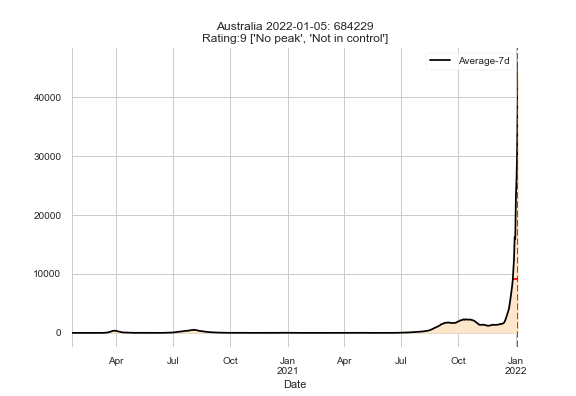 Australia 2022-01-05: 684229
Rating:9 ['No peak', 'Not in control']
Average-7d
40000
30000
20000
10000
0
Apr Jul Oct Jan Apr Jul Oct Jan
2021 2022
Date